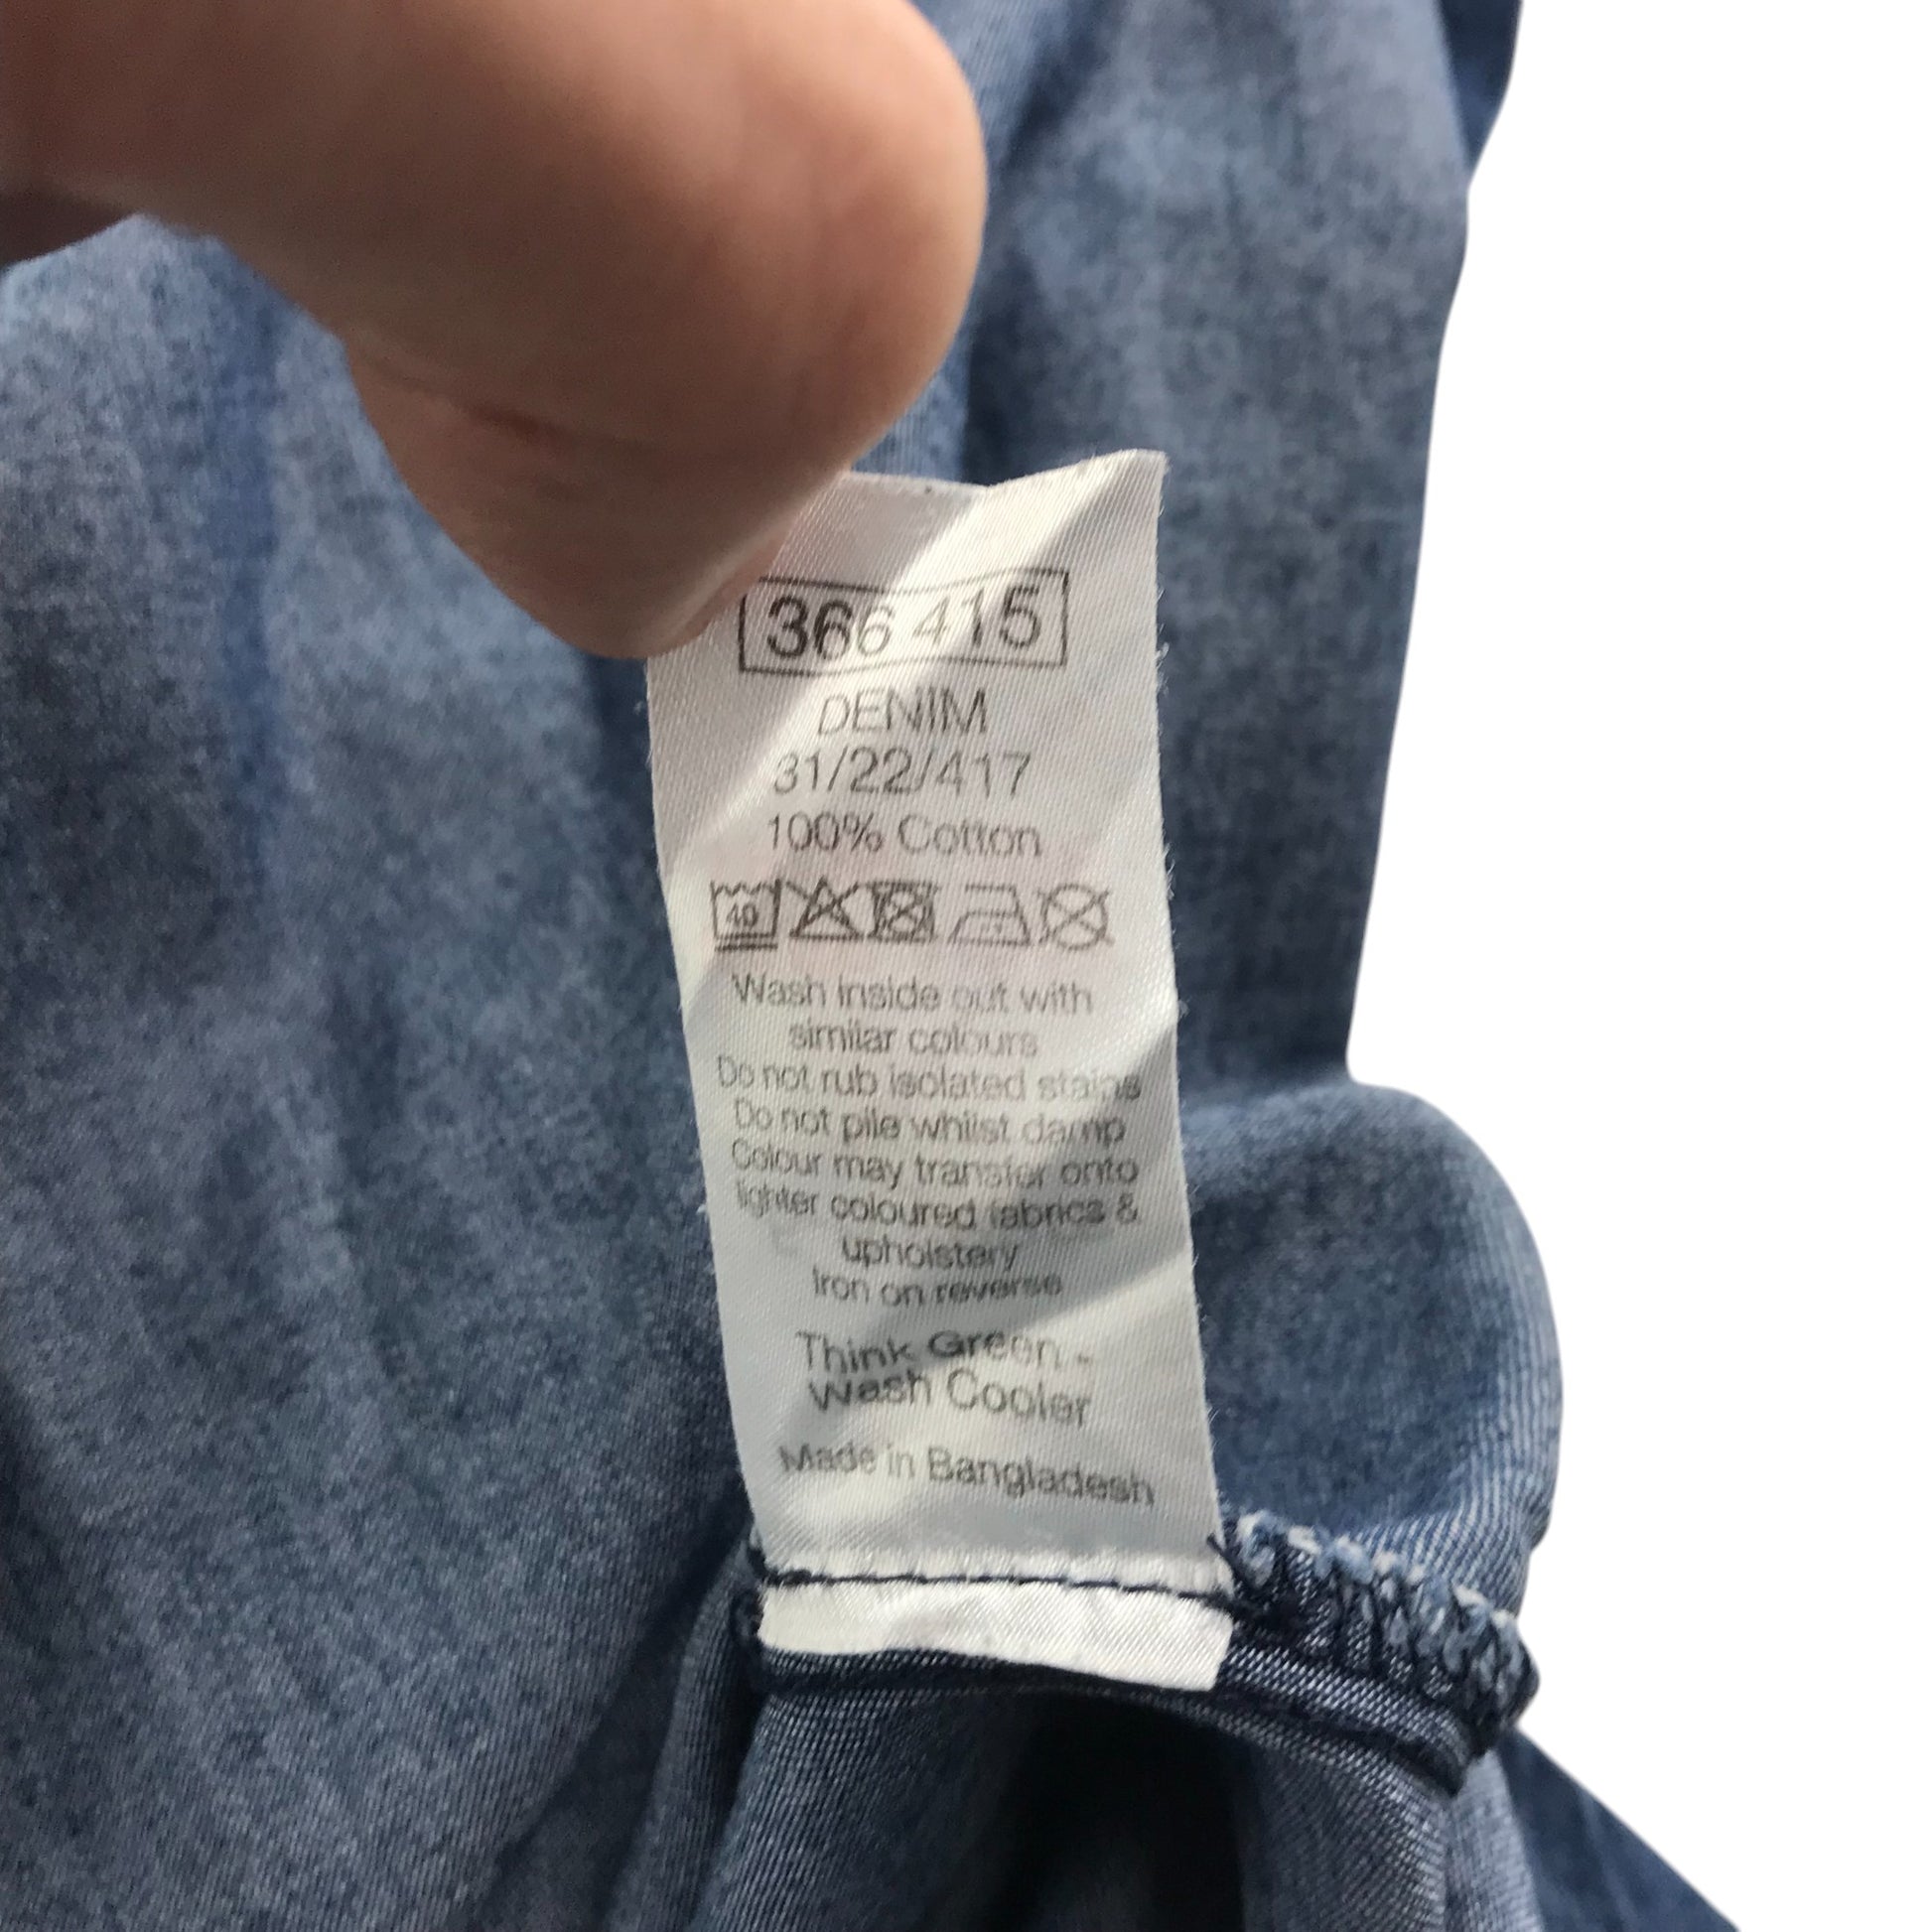 366 415
DENIM
31/22/417
100% Cotton
40
Wash inside out with
similar colours
Do not rub isolated stains
Do not pile whilst damp
Colour may transfer onto
lighter coloured fabrics &
upholstery
Iron on reverse
Think Green -
Wash Cooler
Made in Bangladesh